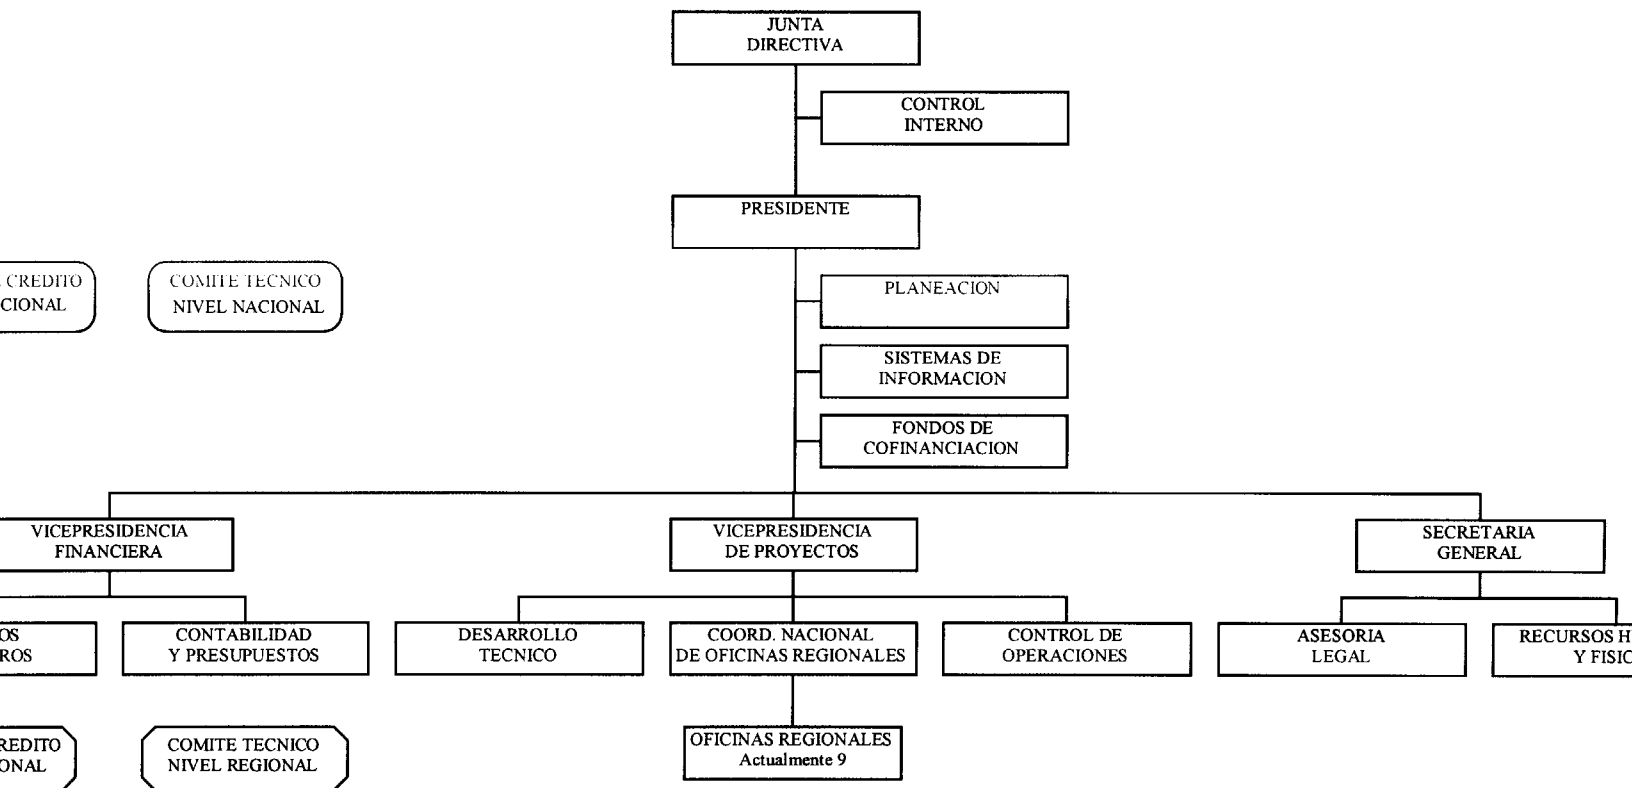 JUNTA
DIRECTIVA
CONTROL
INTERNO
PRESIDENTE
CREDITO
CIONAL
COMITE TECNICO
NIVEL NACIONAL
PLANEACION
SISTEMAS DE
INFORMACION
FONDOS DE
COFINANCIACION
VICEPRESIDENCIA
FINANCIERA
VICEPRESIDENCIA
DE PROYECTOS
SECRETARIA
GENERAL
OS
ROS
CONTABILIDAD
Y PRESUPUESTOS
DESARROLLO
TECNICO
COORD. NACIONAL
DE OFICINAS REGIONALES
CONTROL DE
OPERACIONES
ASESORIA
LEGAL
RECURSOS H
Y FISIC
REDITO
ONAL
COMITE TECNICO
NIVEL REGIONAL
OFICINAS REGIONALES
Actualmente 9